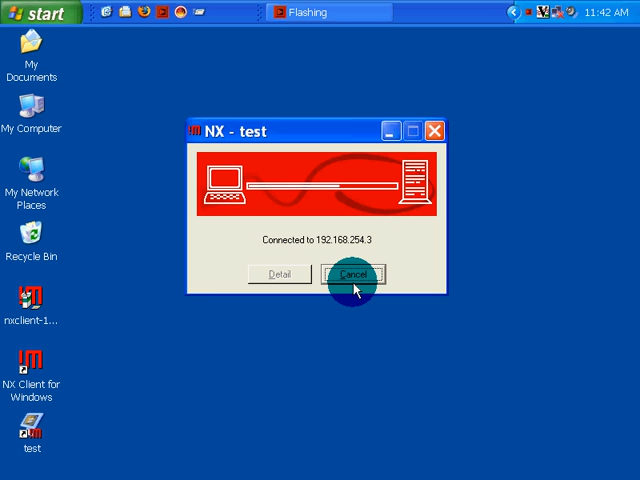 start
Flashing
11:42 AM
My
Documents
My Computer
My Network
Places
Recycle Bin
nxclient-1...
NX Client for
Windows
test
!M NX - test
Connected to 192.168.254.3
Detail
Cancel